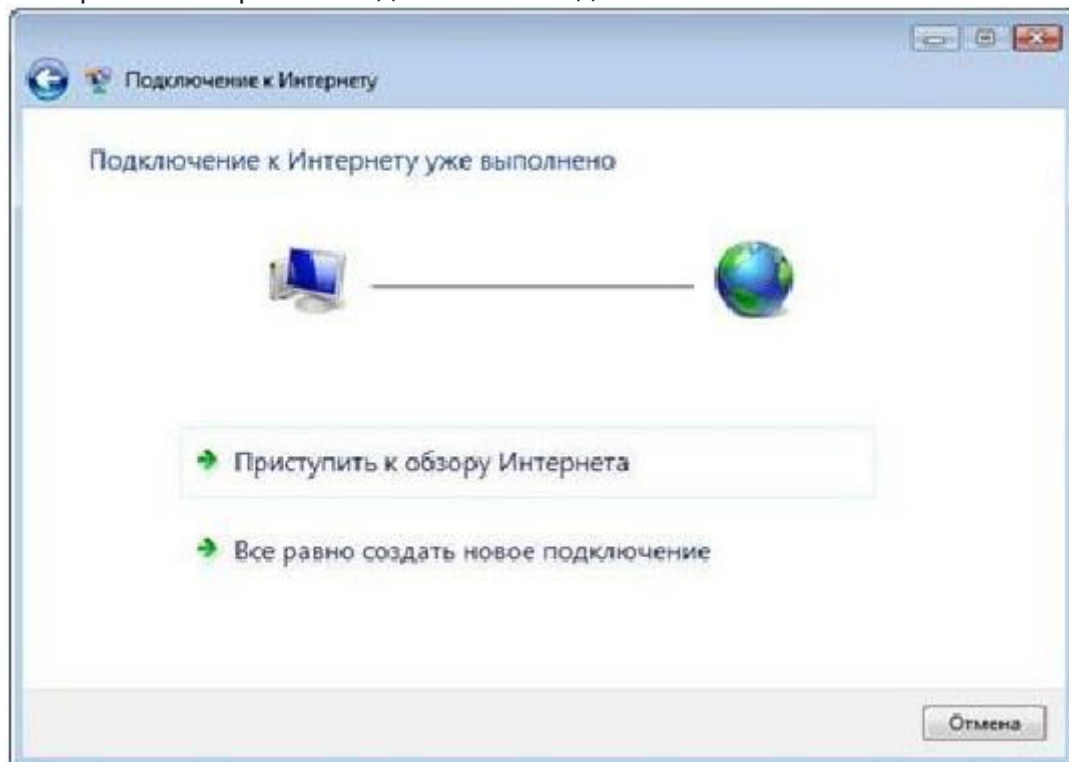 Подключение к Интернету
Подключение к Интернету уже выполнено
Приступить к обзору Интернета
Все равно создать новое подключение
Отмена